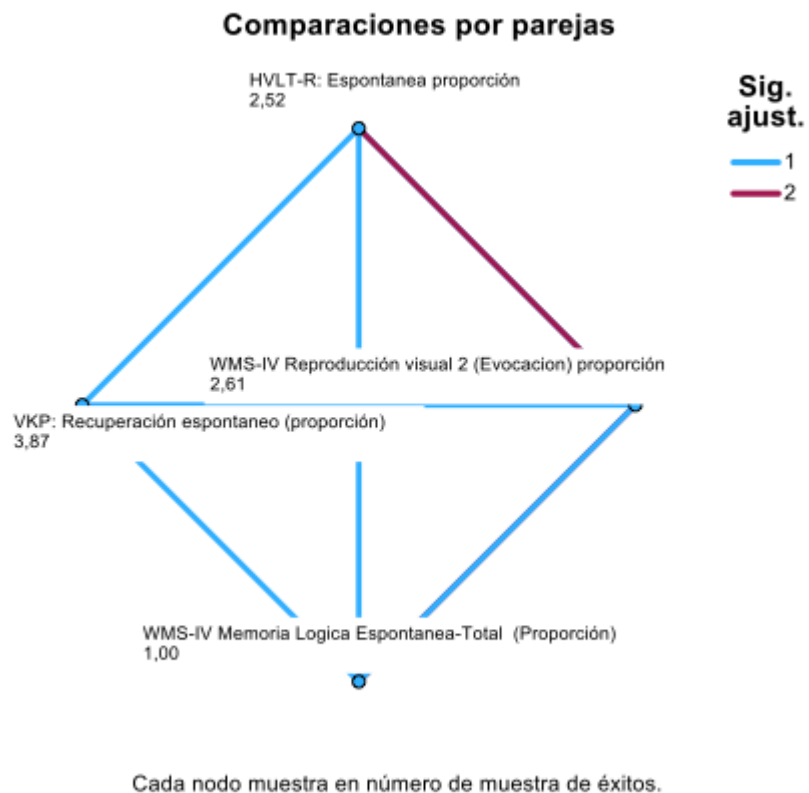 Comparaciones por parejas
HVLT-R: Espontanea proporción
2,52
Sig.
ajust.
1
2
WMS-IV Reproducción visual 2 (Evocacion) proporción
2,61
VKP: Recuperación espontaneo (proporción)
3,87
WMS-IV Memoria Logica Espontanea-Total (Proporción)
1,00
Cada nodo muestra en número de muestra de éxitos.